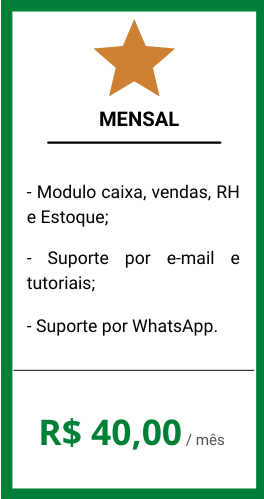 MENSAL
- Modulo caixa, vendas, RH
e Estoque;
- Suporte por e-mail e
tutoriais;
- Suporte por WhatsApp.
R$ 40,00 / mês